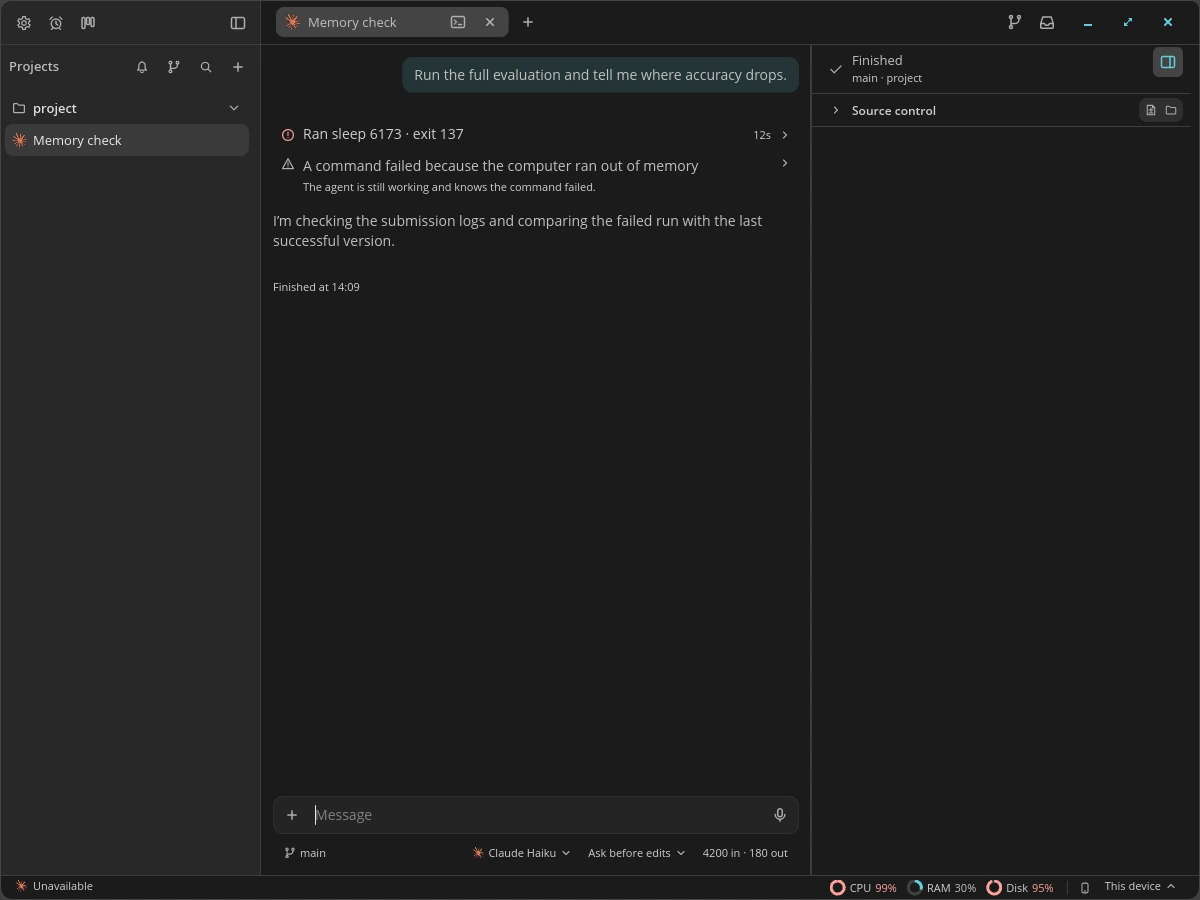 Memory check
Projects
project
Memory check
Run the full evaluation and tell me where accuracy drops.
Ran sleep 6173 · exit 137
12s
A command failed because the computer ran out of memory
The agent is still working and knows the command failed.
I'm checking the submission logs and comparing the failed run with the last
successful version.
Finished at 14:09
Message
main
Claude Haiku
Ask before edits
4200 in · 180 out
Finished
main · project
Source control
Unavailable
CPU 99%
RAM 30%
Disk 95%
This device